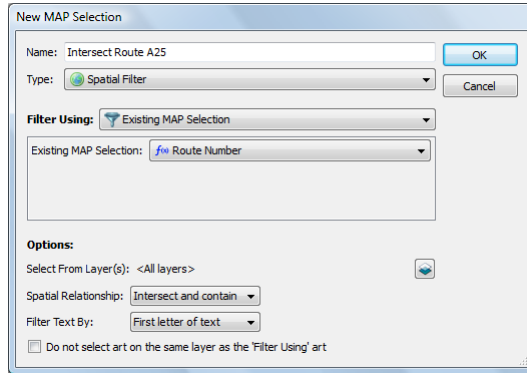 New MAP Selection
Name: Intersect Route A25
OK
Type: Spatial Filter
Cancel
Filter Using: Existing MAP Selection
Existing MAP Selection: f(x) Route Number
Options:
Select From Layer(s): <All layers>
Spatial Relationship: Intersect and contain
Filter Text By: First letter of text
Do not select art on the same layer as the 'Filter Using' art